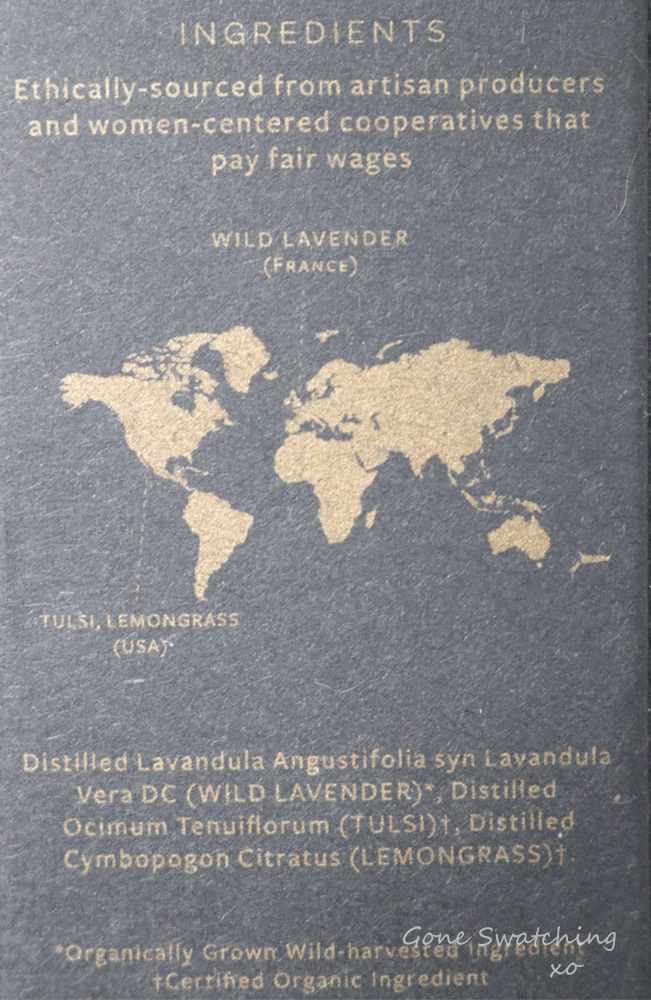 INGREDIENTS
Ethically-sourced from artisan producers
and women-centered cooperatives that
pay fair wages
WILD LAVENDER
(FRANCE)
TULSI, LEMONGRASS
(USA)
Distilled Lavandula Angustifolia syn Lavandula
Vera DC (WILD LAVENDER)*, Distilled
Ocimum Tenuiflorum (TULSI)†, Distilled
Cymbopogon Citratus (LEMONGRASS)†.
Gone Swatching
xo
*Organically Grown Wild-harvested Ingredient
†Certified Organic Ingredient